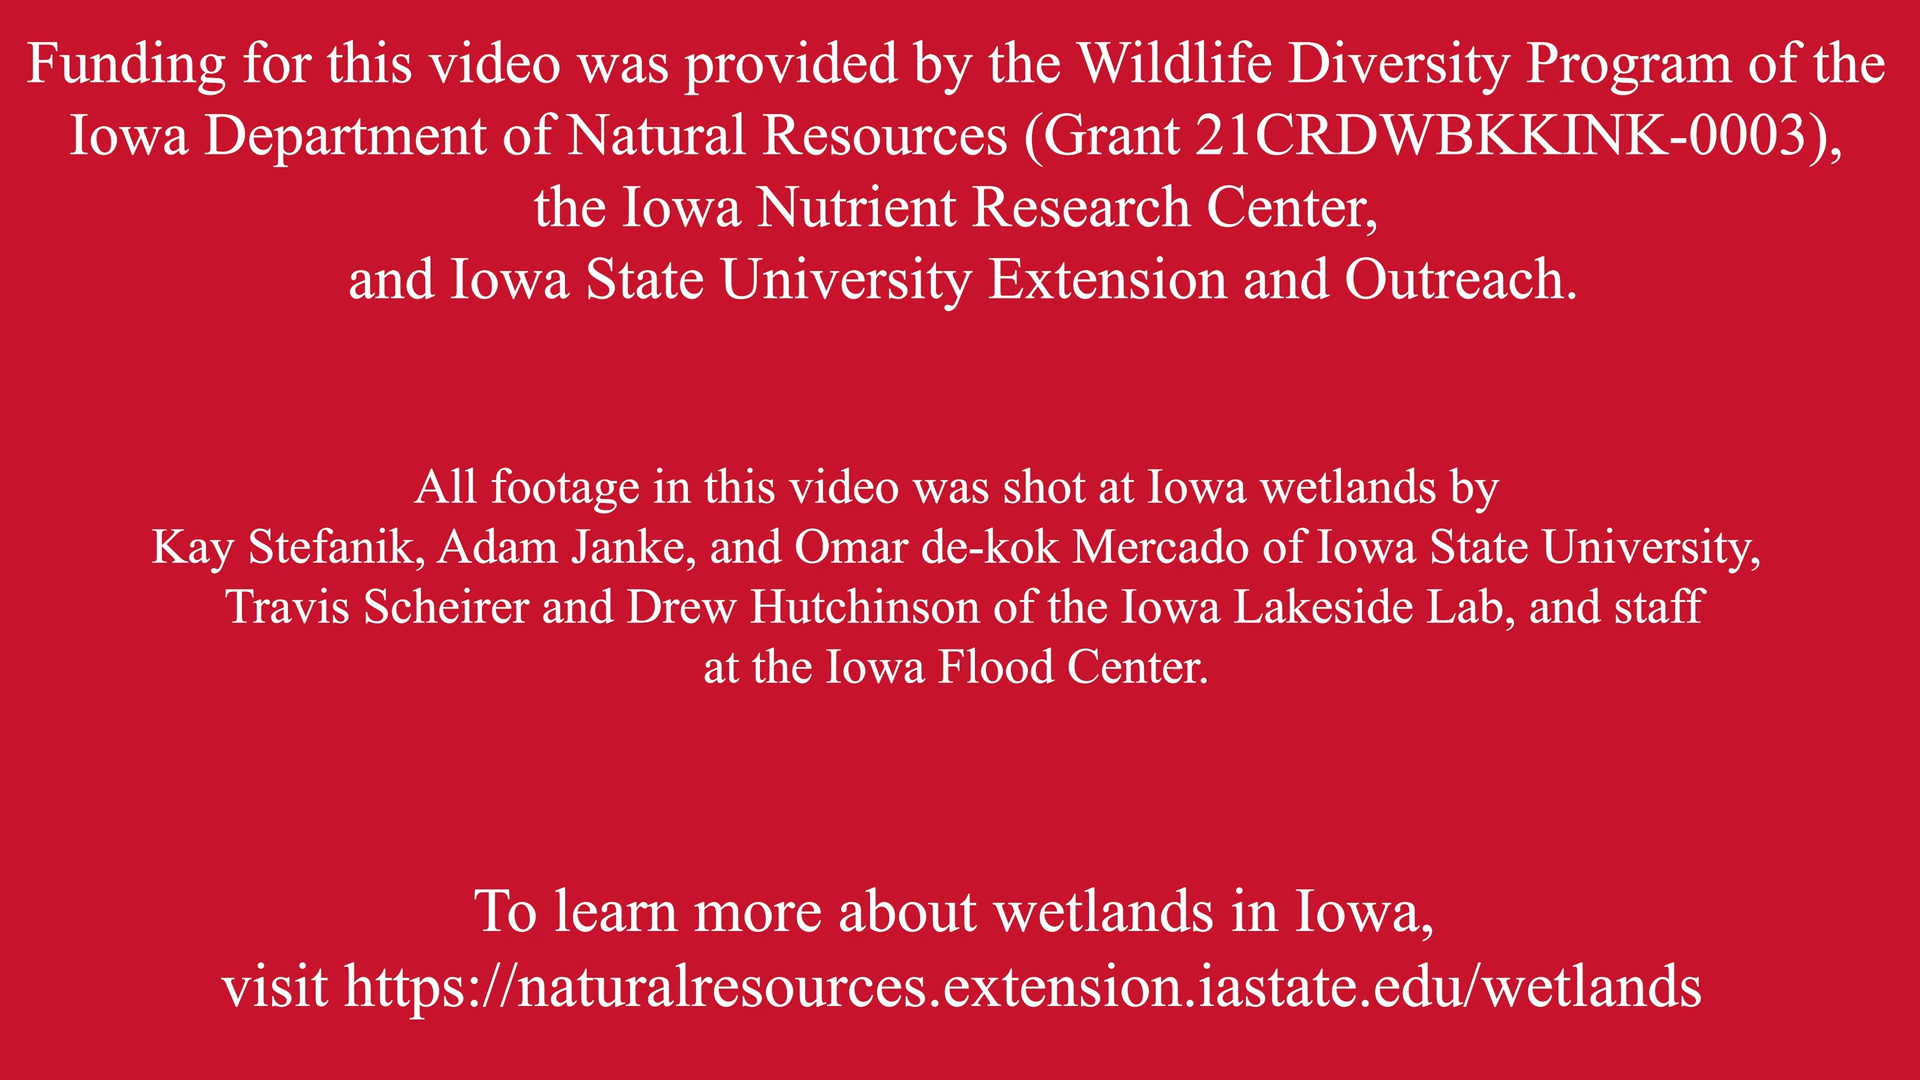 Funding for this video was provided by the Wildlife Diversity Program of the
Iowa Department of Natural Resources (Grant 21CRDWBKKINK-0003),
the Iowa Nutrient Research Center,
and Iowa State University Extension and Outreach.
All footage in this video was shot at Iowa wetlands by
Kay Stefanik, Adam Janke, and Omar de-kok Mercado of Iowa State University,
Travis Scheirer and Drew Hutchinson of the Iowa Lakeside Lab, and staff
at the Iowa Flood Center.
To learn more about wetlands in Iowa,
visit https://naturalresources.extension.iastate.edu/wetlands